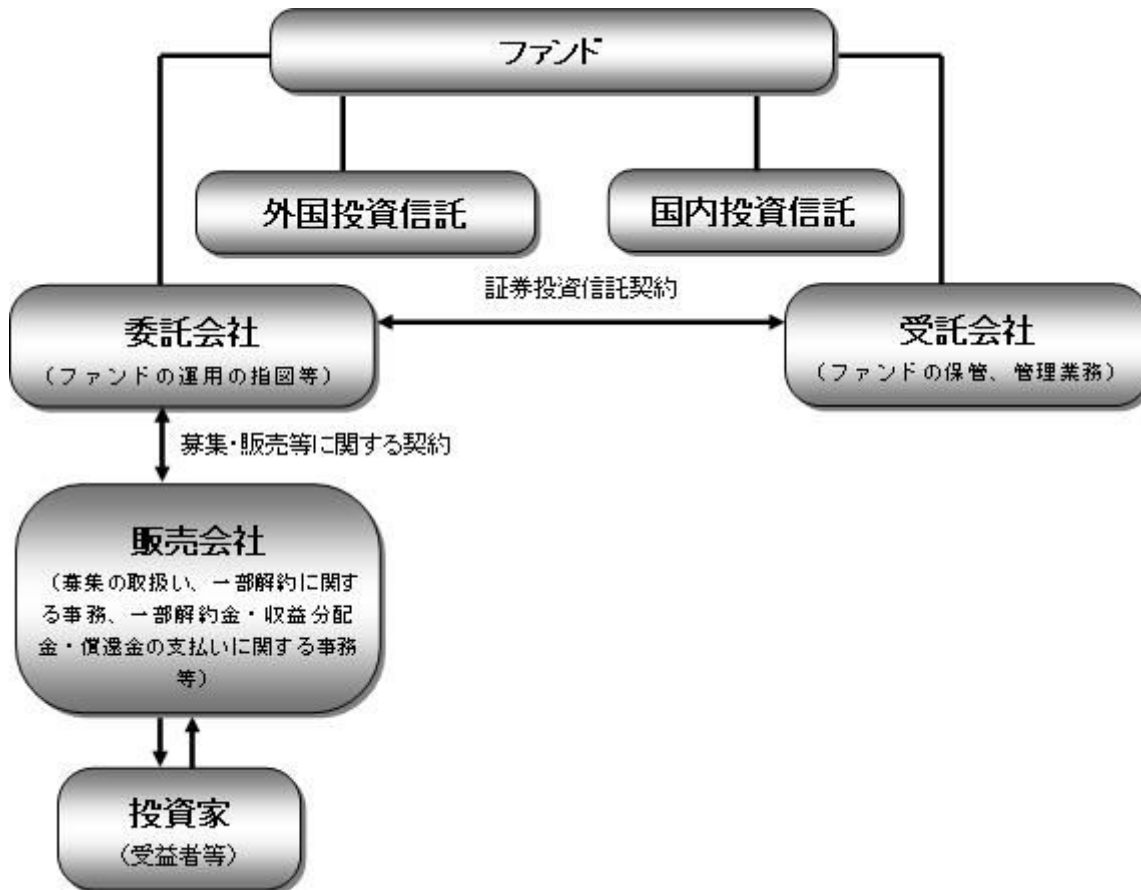 ファンド
外国投資信託
国内投資信託
証券投資信託契約
委託会社
（ファンドの運用の指図等）
受託会社
（ファンドの保管、管理業務）
募集・販売等に関する契約
販売会社
（募集の取扱い、一部解約に関す
る事務、一部解約金・収益分配
金・償還金の支払いに関する事務
等）
投資家
（受益者等）